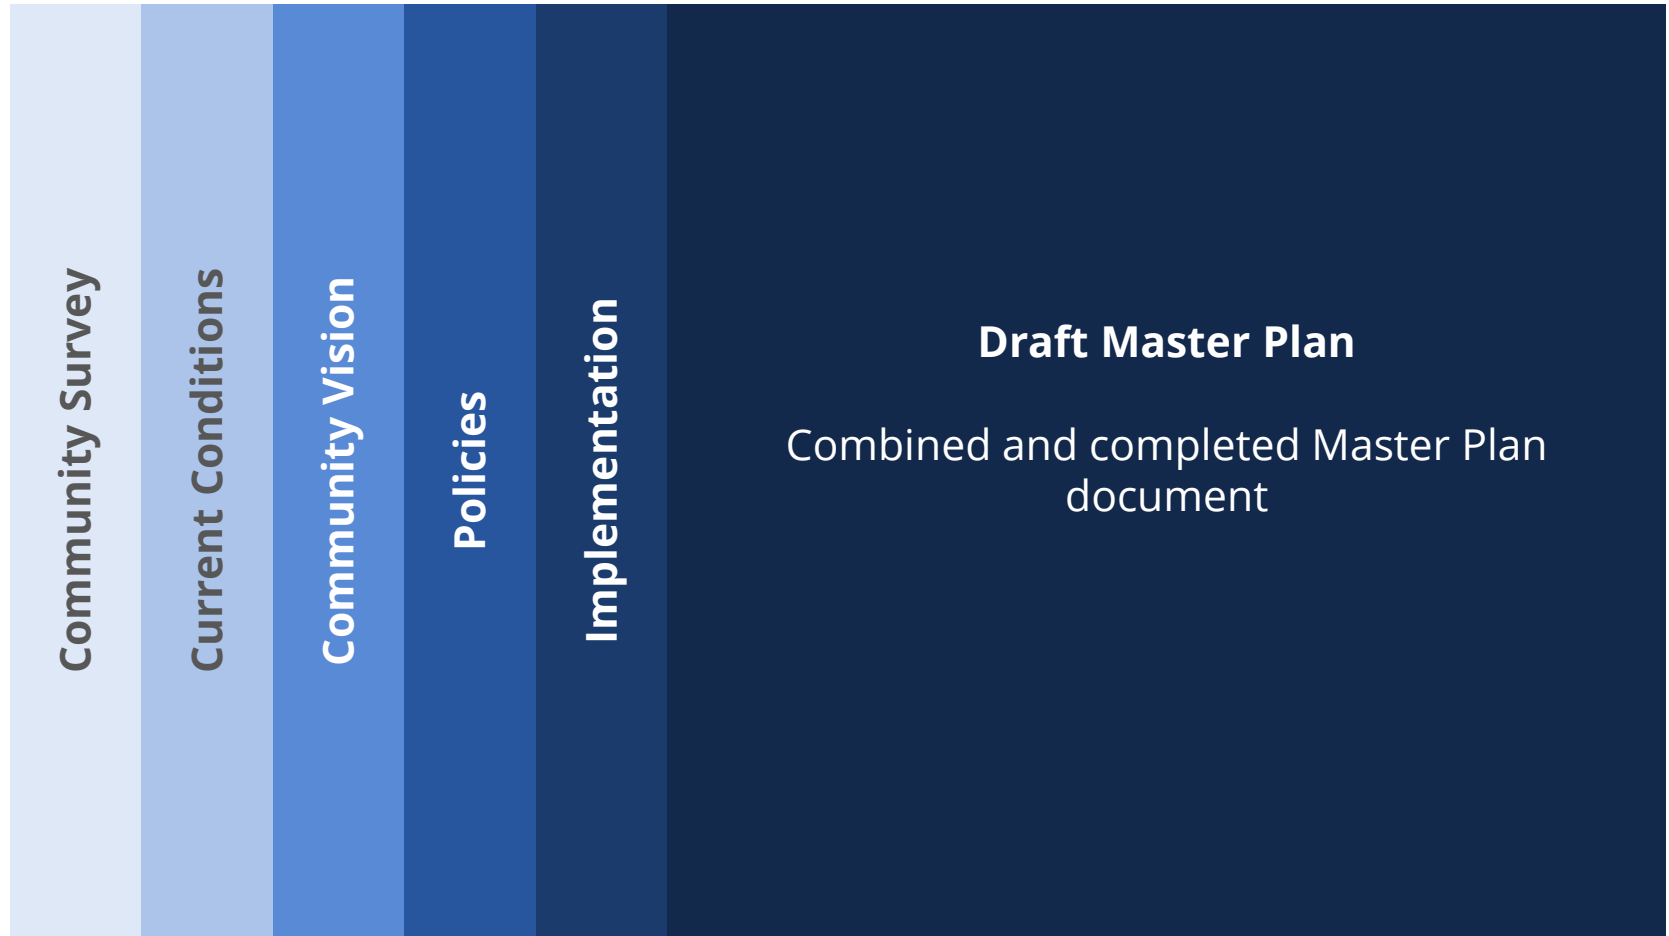 Community Survey
Current Conditions
Community Vision
Policies
Implementation
Draft Master Plan
Combined and completed Master Plan
document